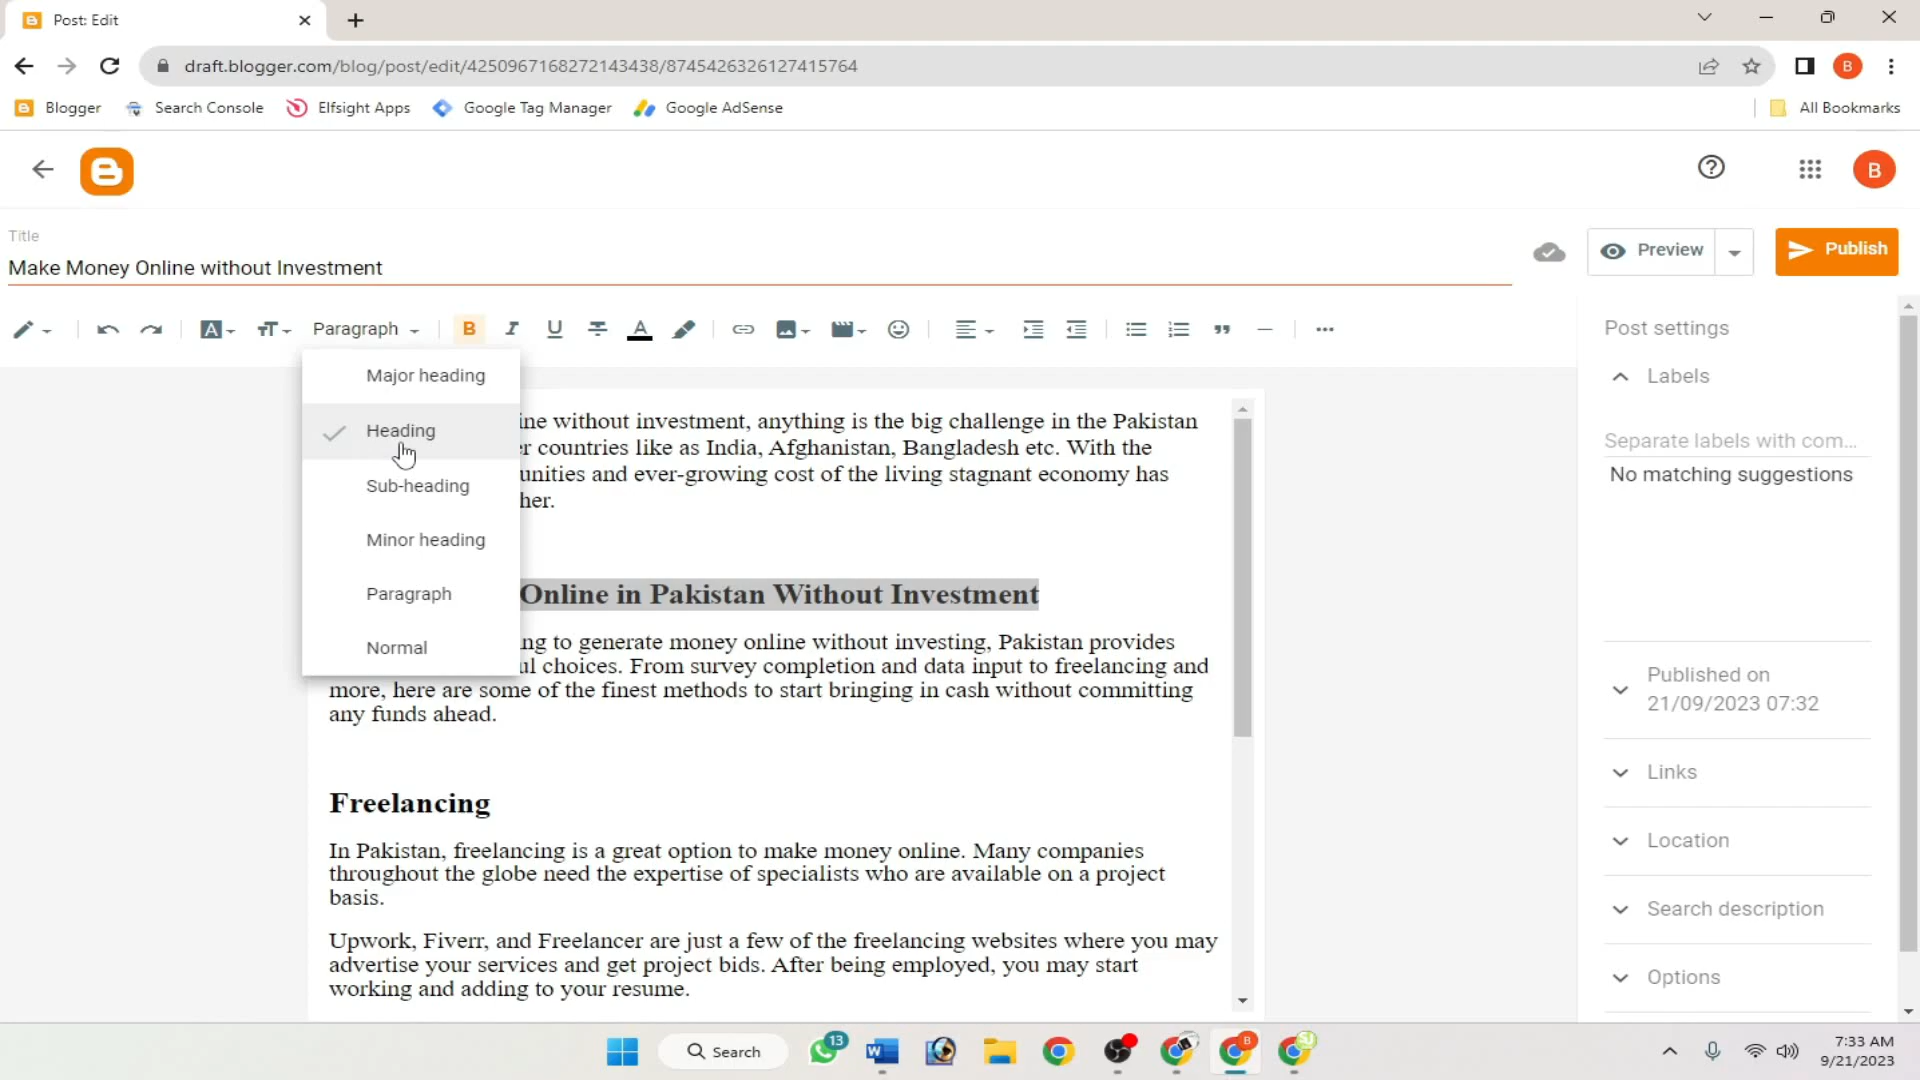 Post: Edit
draft.blogger.com/blog/post/edit/4250967168272143438/8745426326127415764
B
Blogger
Search Console
Elfsight Apps
Google Tag Manager
Google AdSense
All Bookmarks
B
Title
Make Money Online without Investment
Preview
Publish
Paragraph
B
Major heading
Heading
Sub-heading
Minor heading
Paragraph
Normal
ne without investment, anything is the big challenge in the Pakistan
r countries like as India, Afghanistan, Bangladesh etc. With the
unities and ever-growing cost of the living stagnant economy has
her.
Online in Pakistan Without Investment
ng to generate money online without investing, Pakistan provides
ul choices. From survey completion and data input to freelancing and
more, here are some of the finest methods to start bringing in cash without committing
any funds ahead.
Freelancing
In Pakistan, freelancing is a great option to make money online. Many companies
throughout the globe need the expertise of specialists who are available on a project
basis.
Upwork, Fiverr, and Freelancer are just a few of the freelancing websites where you may
advertise your services and get project bids. After being employed, you may start
working and adding to your resume.
Post settings
Labels
Separate labels with com...
No matching suggestions
Published on
21/09/2023 07:32
Links
Location
Search description
Options
Search
13
B
7:33 AM
9/21/2023